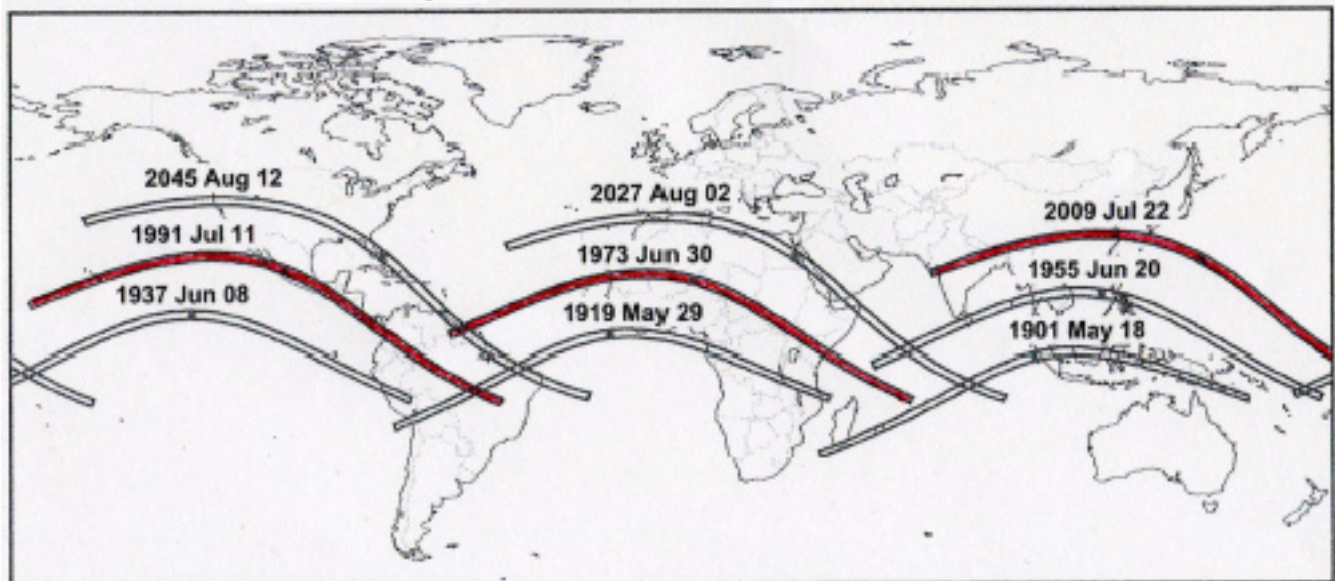 2045 Aug 12
2027 Aug 02
2009 Jul 22
1991 Jul 11
1973 Jun 30
1955 Jun 20
1937 Jun 08
1919 May 29
1901 May 18